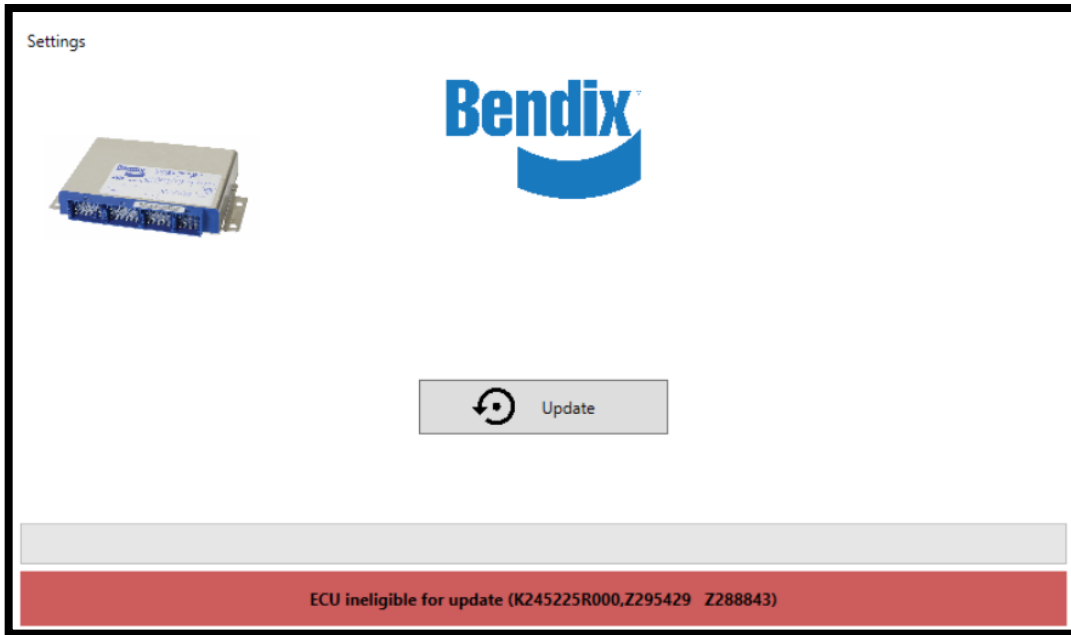 Settings
Bendix
Update
ECU ineligible for update (K245225R000,Z295429   Z288843)